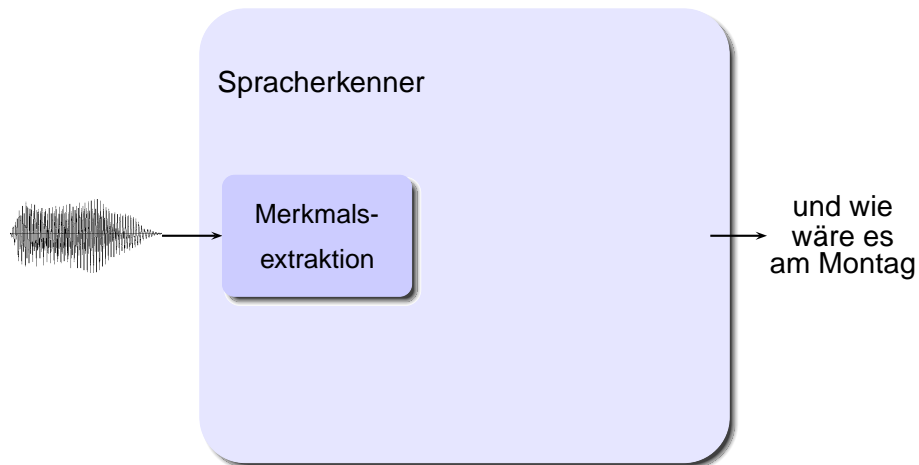 Spracherkenner
Merkmals-
extraktion
und wie
wäre es
am Montag